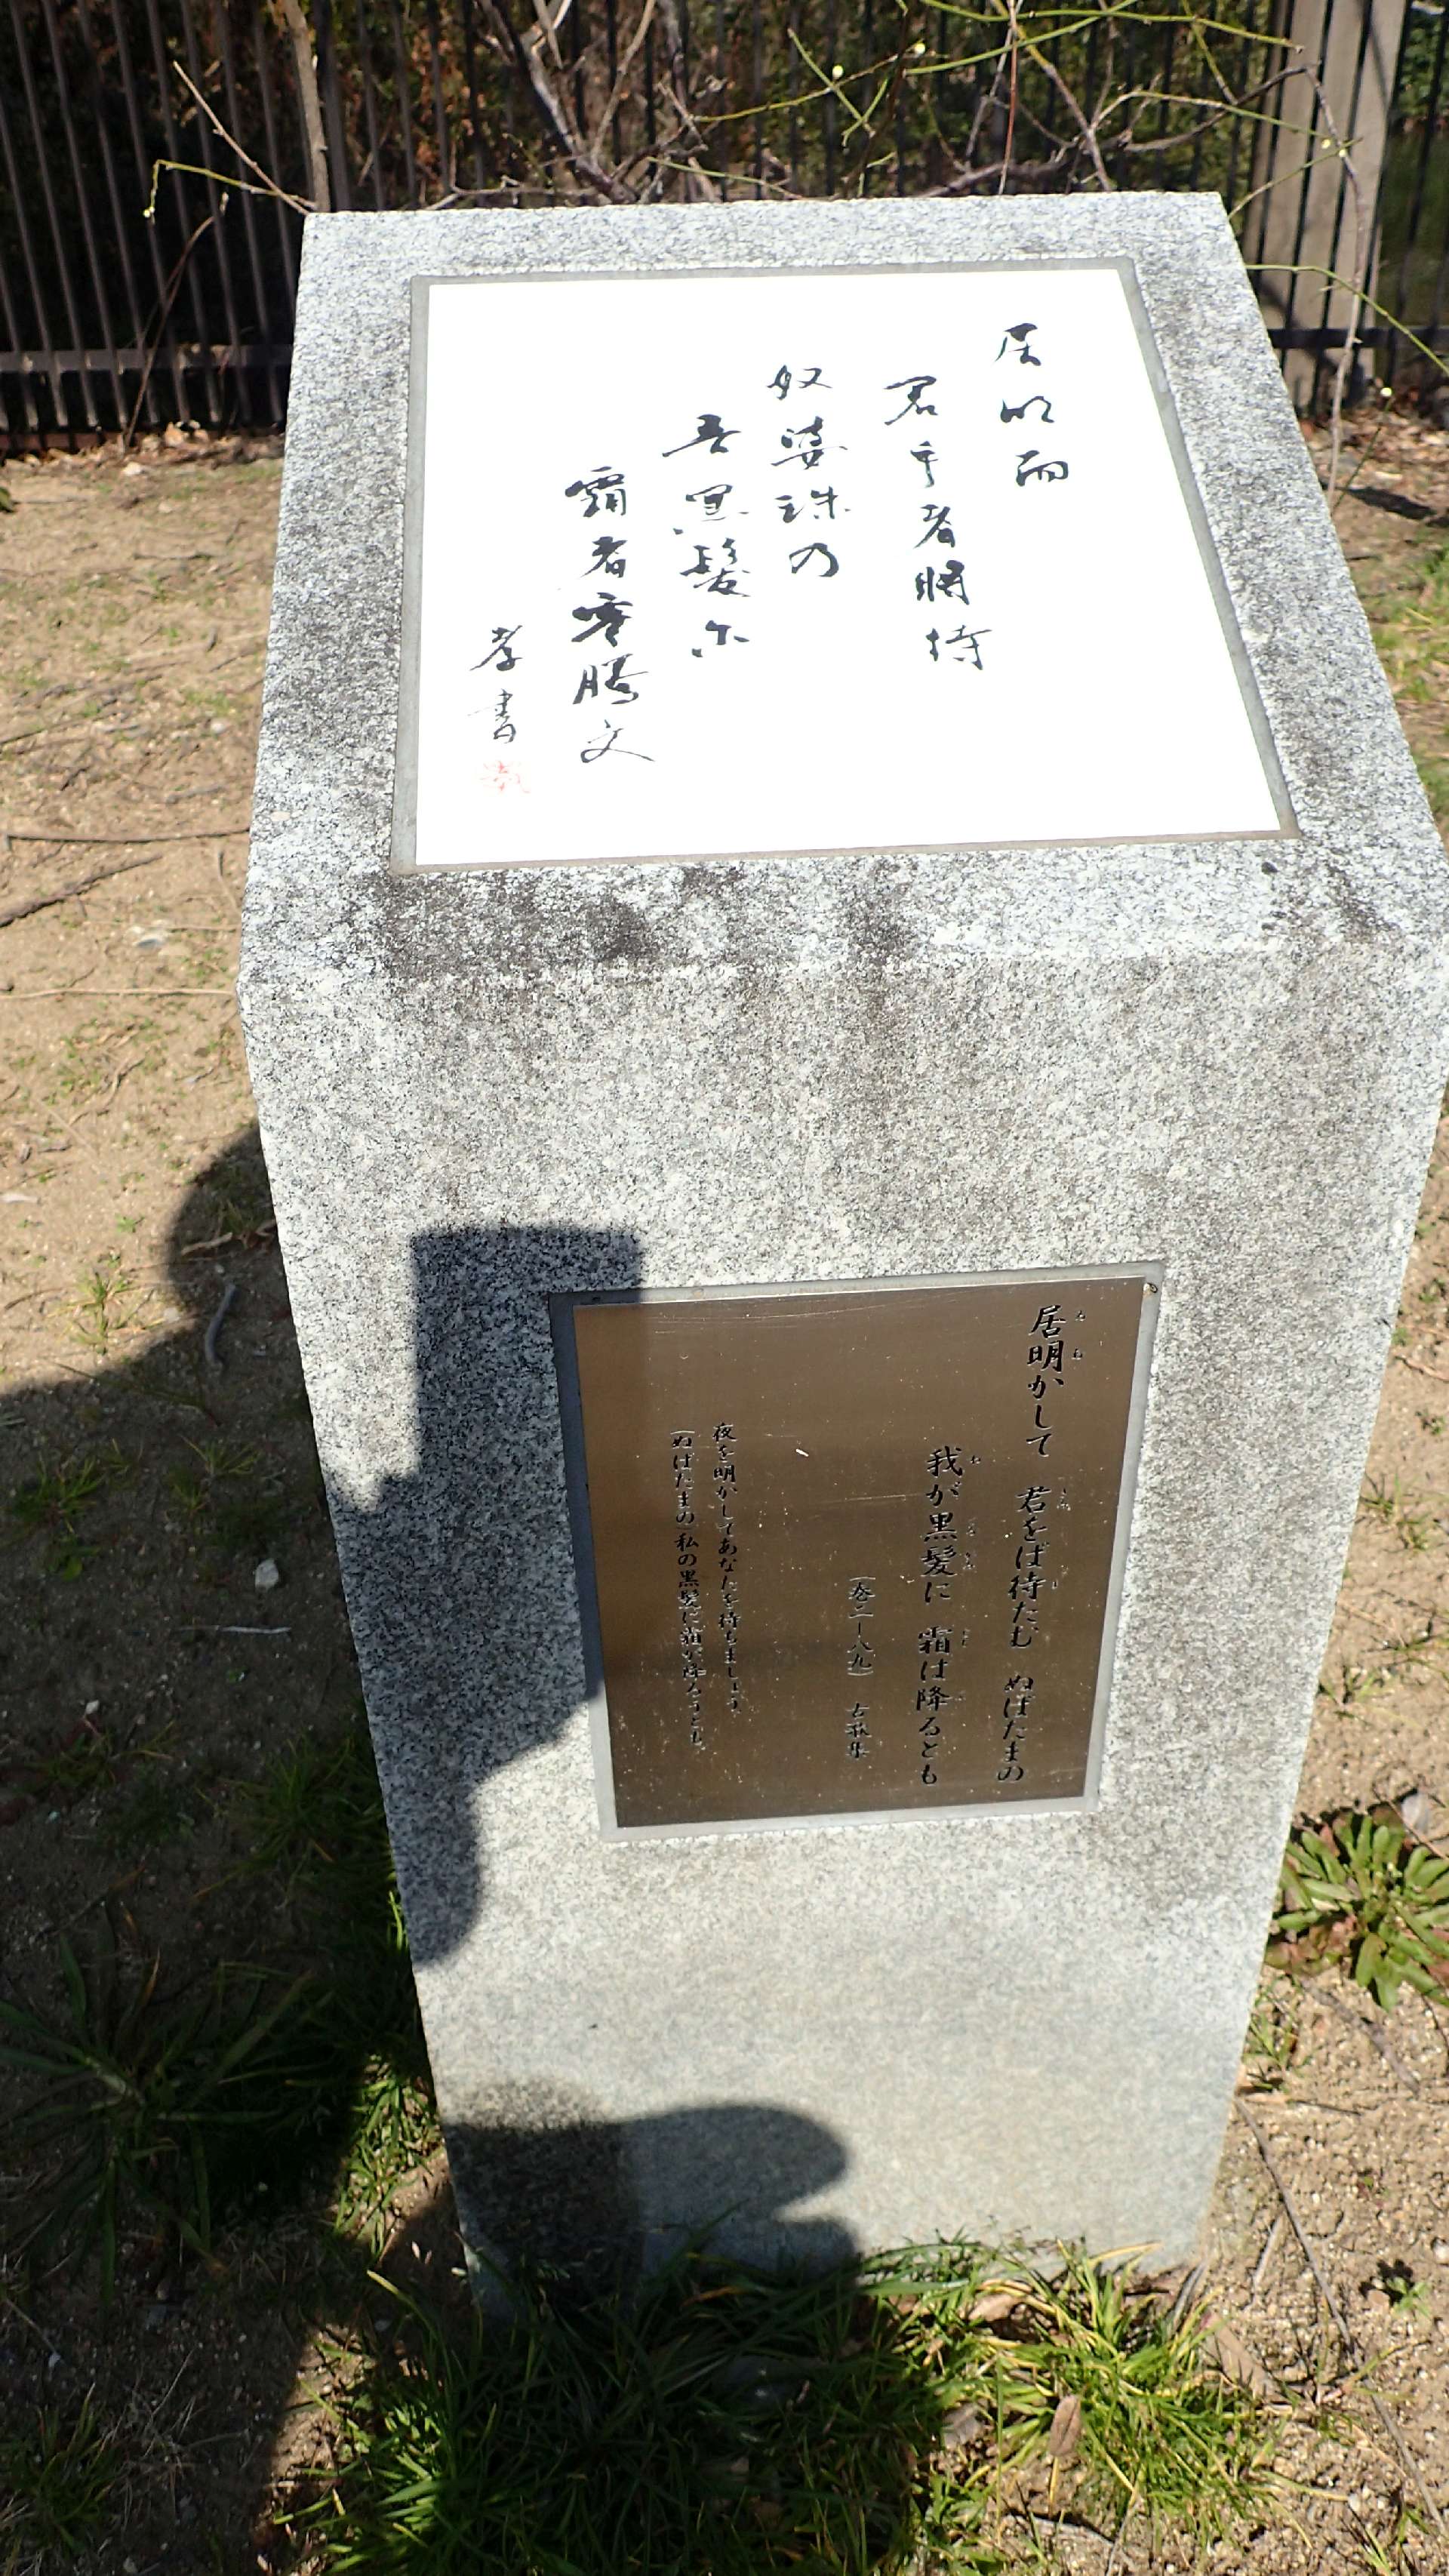 居明而
君乎者将待
奴婆珠乃
吾黒髪尓
霜者零騰文
孝書
居明かして 君をば待たむ ぬばたまの
我が黒髪に 霜は降るとも
(巻二―八九) 古歌集
夜を明かしてあなたを待ちましょう
(ぬばたまの)私の黒髪に霜が降ろうとも。